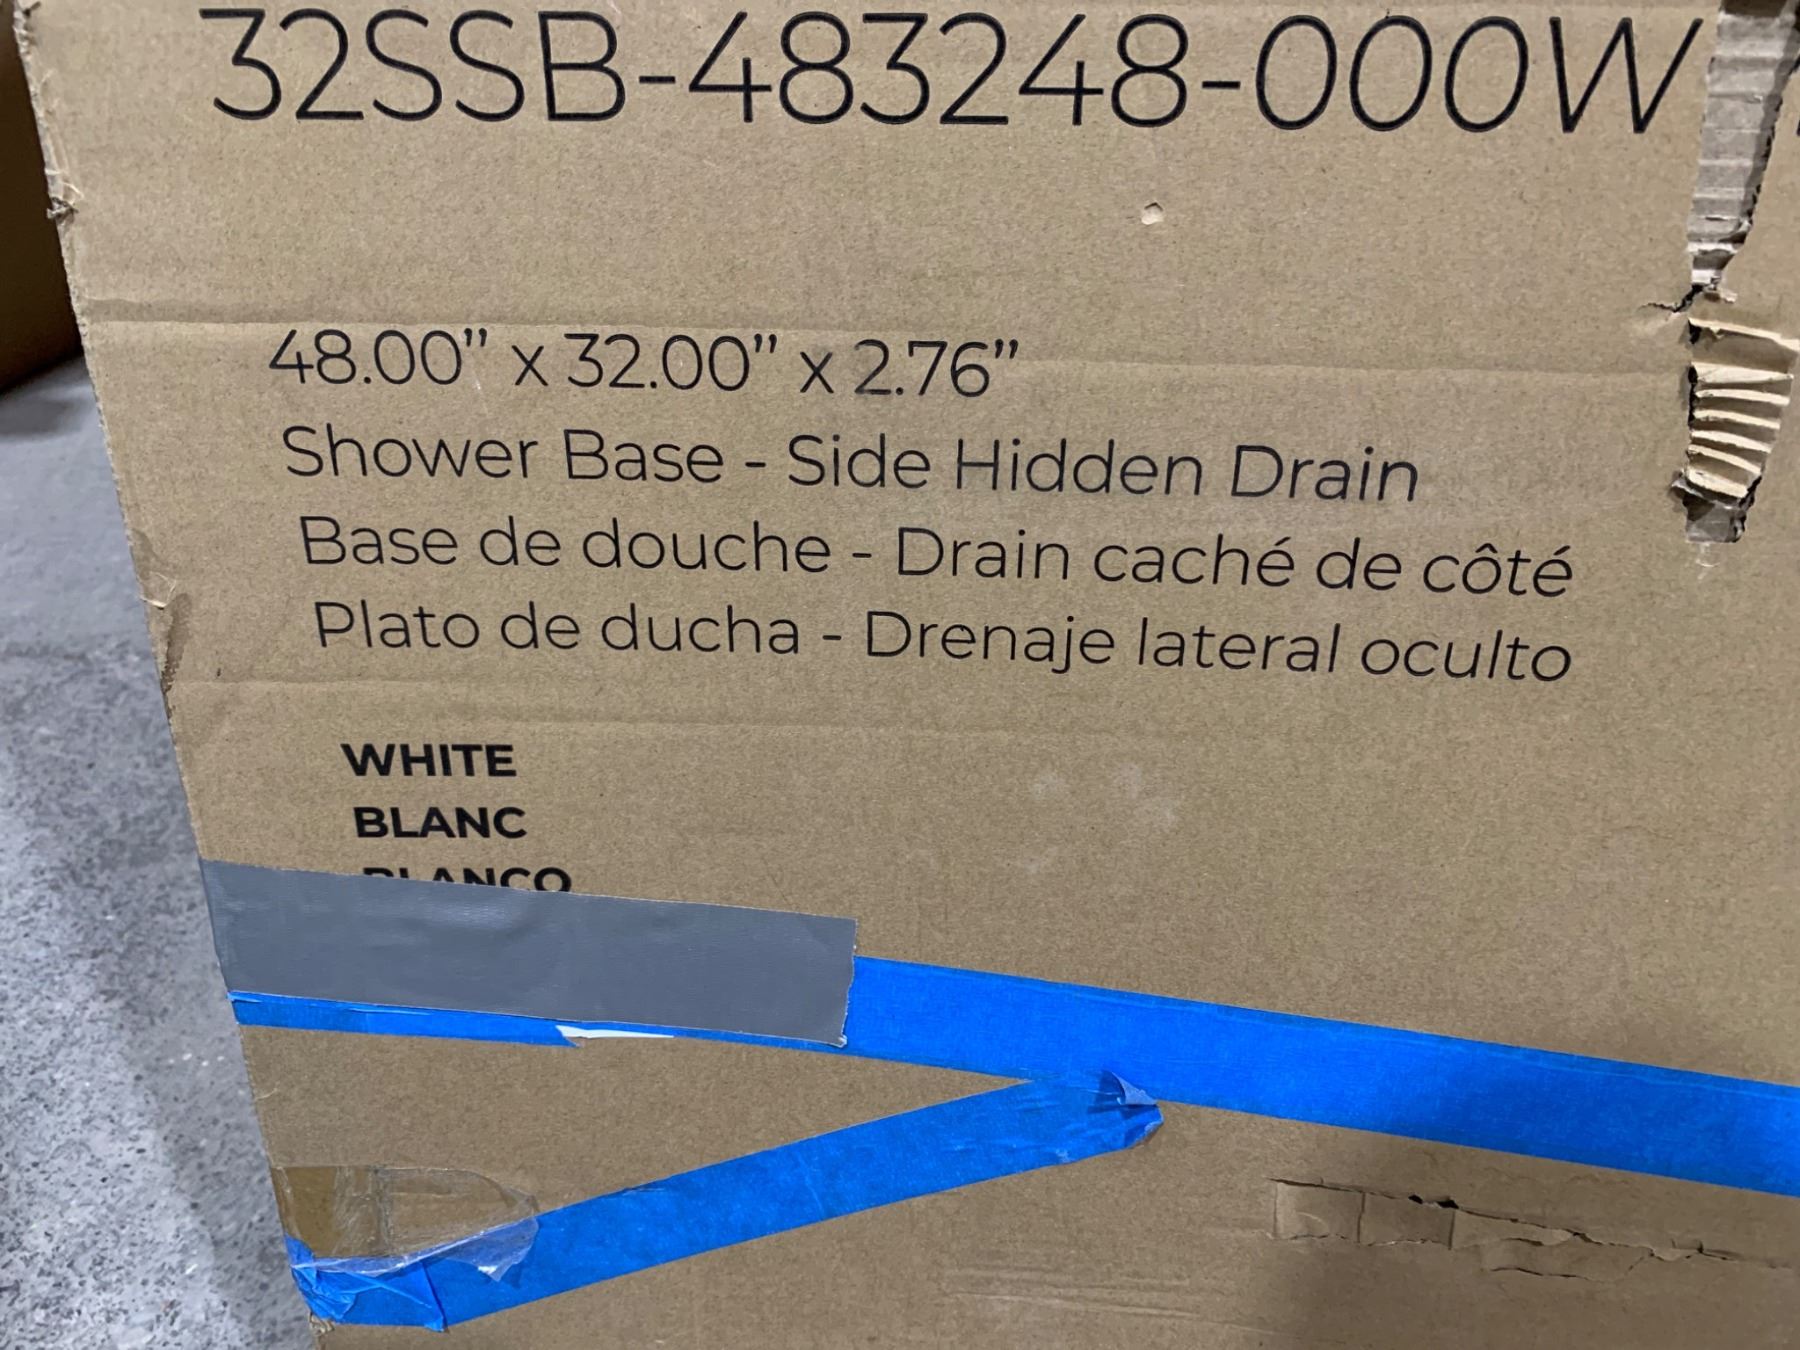 32SSB-483248-000W
48.00” x 32.00” x 2.76”
Shower Base - Side Hidden Drain
Base de douche - Drain caché de côté
Plato de ducha - Drenaje lateral oculto
WHITE
BLANC
BLANCO